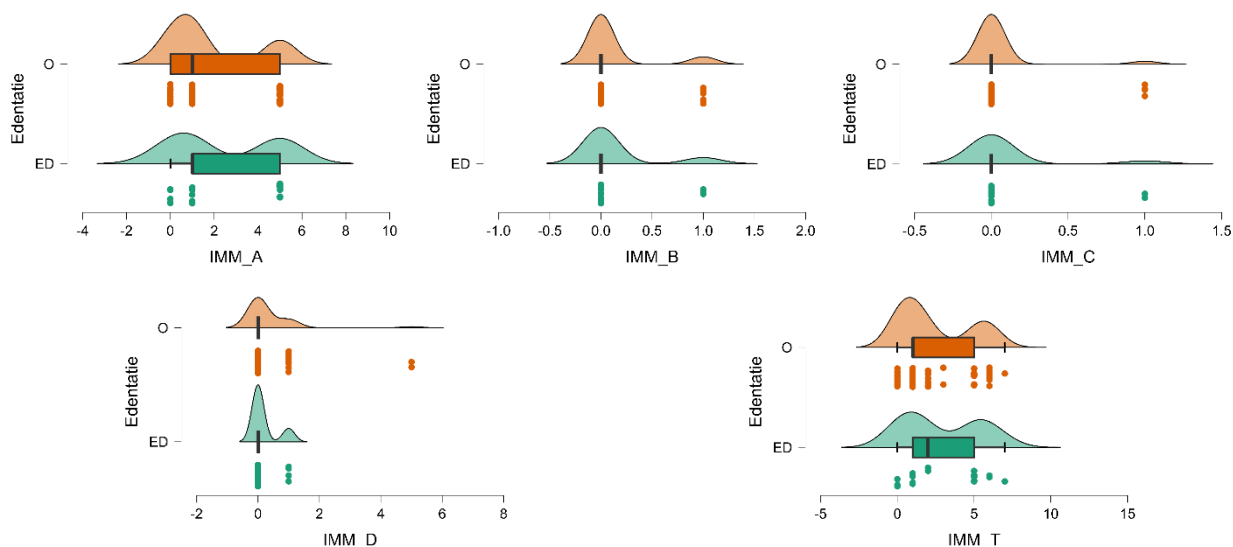 Edentatie
O
ED
-4 -2 0 2 4 6 8 10
IMM_A
Edentatie
O
ED
-1.0 -0.5 0.0 0.5 1.0 1.5 2.0
IMM_B
Edentatie
O
ED
-0.5 0.0 0.5 1.0 1.5
IMM_C
Edentatie
O
ED
-2 0 2 4 6 8
IMM_D
Edentatie
O
ED
-5 0 5 10 15
IMM_T